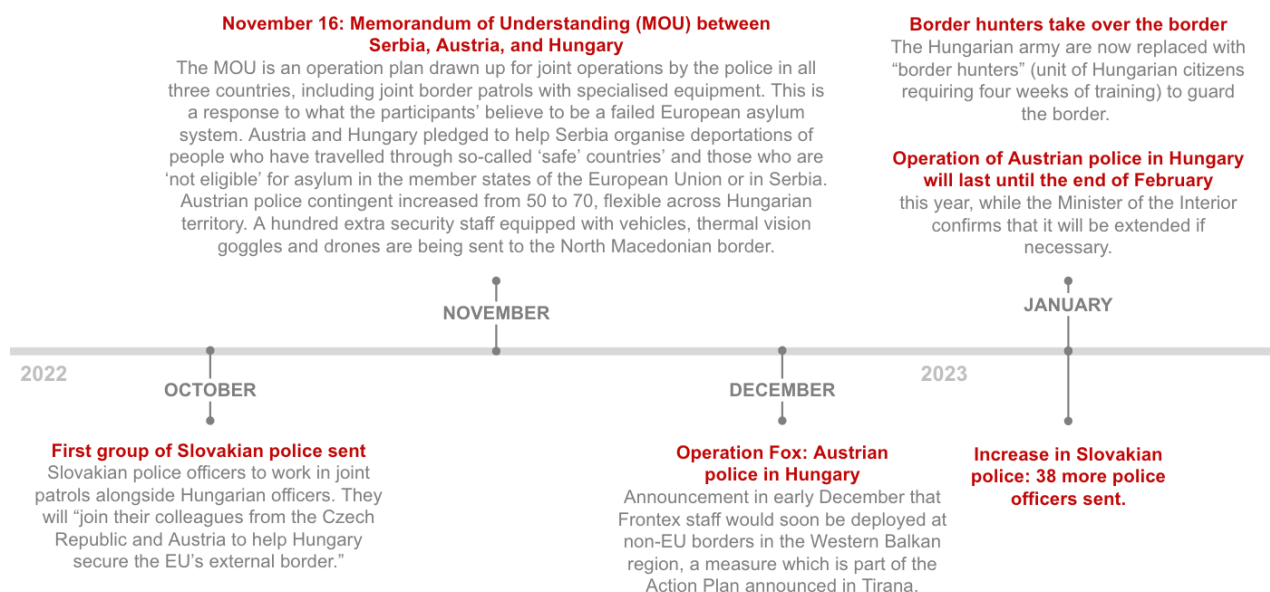 November 16: Memorandum of Understanding (MOU) between
Serbia, Austria, and Hungary
The MOU is an operation plan drawn up for joint operations by the police in all
three countries, including joint border patrols with specialised equipment. This is
a response to what the participants’ believe to be a failed European asylum
system. Austria and Hungary pledged to help Serbia organise deportations of
people who have travelled through so-called ‘safe’ countries’ and those who are
‘not eligible’ for asylum in the member states of the European Union or in Serbia.
Austrian police contingent increased from 50 to 70, flexible across Hungarian
territory. A hundred extra security staff equipped with vehicles, thermal vision
goggles and drones are being sent to the North Macedonian border.
Border hunters take over the border
The Hungarian army are now replaced with
“border hunters” (unit of Hungarian citizens
requiring four weeks of training) to guard
the border.
Operation of Austrian police in Hungary
will last until the end of February
this year, while the Minister of the Interior
confirms that it will be extended if
necessary.
NOVEMBER
JANUARY
2022
2023
OCTOBER
DECEMBER
First group of Slovakian police sent
Slovakian police officers to work in joint
patrols alongside Hungarian officers. They
will “join their colleagues from the Czech
Republic and Austria to help Hungary
secure the EU’s external border.”
Operation Fox: Austrian
police in Hungary
Announcement in early December that
Frontex staff would soon be deployed at
non-EU borders in the Western Balkan
region, a measure which is part of the
Action Plan announced in Tirana.
Increase in Slovakian
police: 38 more police
officers sent.